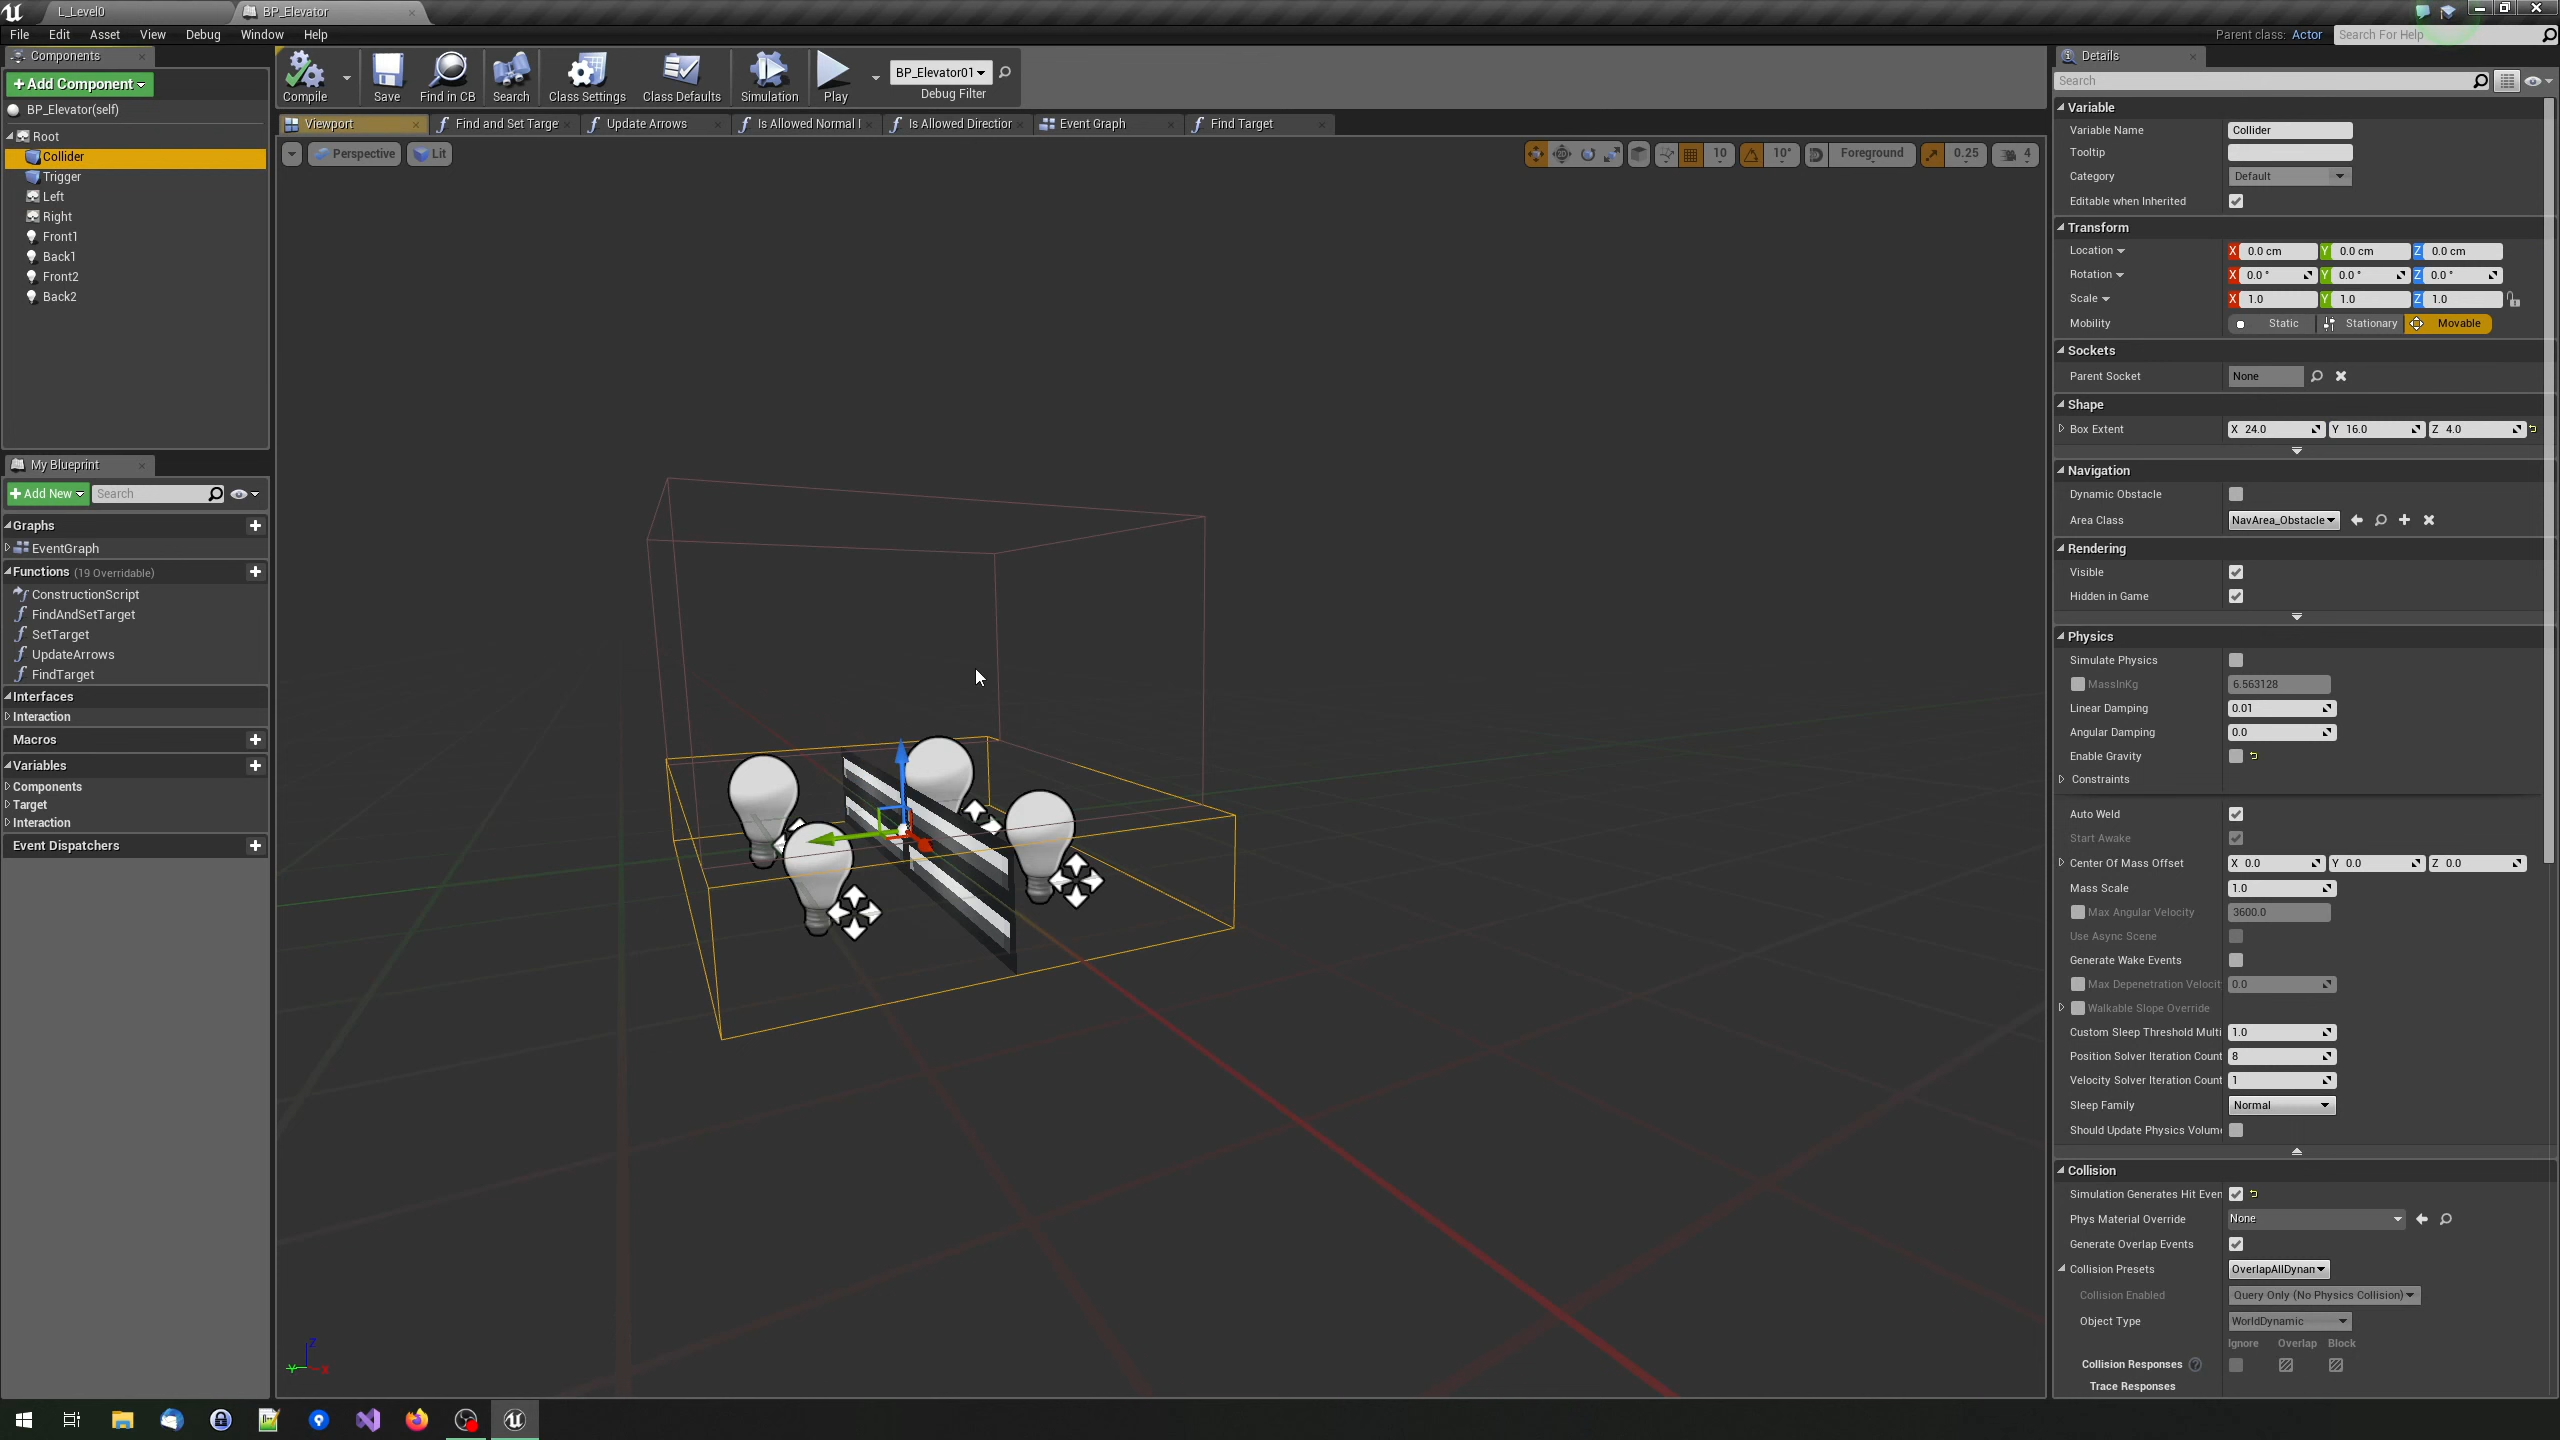 L_Level0
BP_Elevator
File Edit Asset View Debug Window Help
Parent class: Actor
Search For Help
Components
+Add Component
BP_Elevator(self)
Root
Collider
Trigger
Left
Right
Front1
Back1
Front2
Back2
Compile
Save
Find in CB
Search
Class Settings
Class Defaults
Simulation
Play
BP_Elevator01
Debug Filter
Viewport
Find and Set Targe
Update Arrows
Is Allowed Normal I
Is Allowed Direction
Event Graph
Find Target
Perspective
Lit
10
10°
Foreground
0.25
4
Z
Y
X
My Blueprint
+Add New
Search
Graphs
EventGraph
Functions (19 Overridable)
ConstructionScript
FindAndSetTarget
SetTarget
UpdateArrows
FindTarget
Interfaces
Interaction
Macros
Variables
Components
Target
Interaction
Event Dispatchers
Details
Search
Variable
Variable Name Collider
Tooltip
Category Default
Editable when Inherited
Transform
Location X 0.0 cm Y 0.0 cm Z 0.0 cm
Rotation X 0.0 ° Y 0.0 ° Z 0.0 °
Scale X 1.0 Y 1.0 Z 1.0
Mobility Static Stationary Movable
Sockets
Parent Socket None
Shape
Box Extent X 24.0 Y 16.0 Z 4.0
Navigation
Dynamic Obstacle
Area Class NavArea_Obstacle
Rendering
Visible
Hidden in Game
Physics
Simulate Physics
MassInKg 6.563128
Linear Damping 0.01
Angular Damping 0.0
Enable Gravity
Constraints
Auto Weld
Start Awake
Center Of Mass Offset X 0.0 Y 0.0 Z 0.0
Mass Scale 1.0
Max Angular Velocity 3600.0
Use Async Scene
Generate Wake Events
Max Depenetration Velocit 0.0
Walkable Slope Override
Custom Sleep Threshold Multi 1.0
Position Solver Iteration Count 8
Velocity Solver Iteration Count 1
Sleep Family Normal
Should Update Physics Volum
Collision
Simulation Generates Hit Even
Phys Material Override None
Generate Overlap Events
Collision Presets OverlapAllDynan
Collision Enabled Query Only (No Physics Collision)
Object Type WorldDynamic
Ignore Overlap Block
Collision Responses
Trace Responses